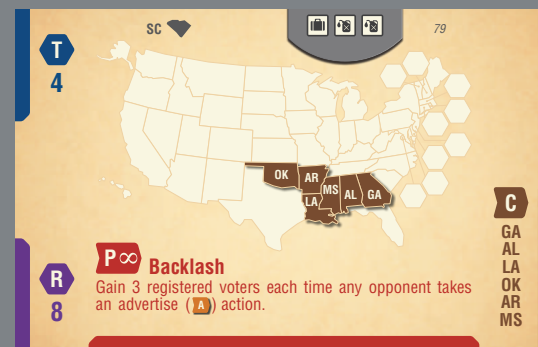 SC
79
T
4
OK
AR
MS
LA
AL
GA
C
GA
AL
LA
OK
AR
MS
R
8
P∞ Backlash
Gain 3 registered voters each time any opponent takes
an advertise (A) action.